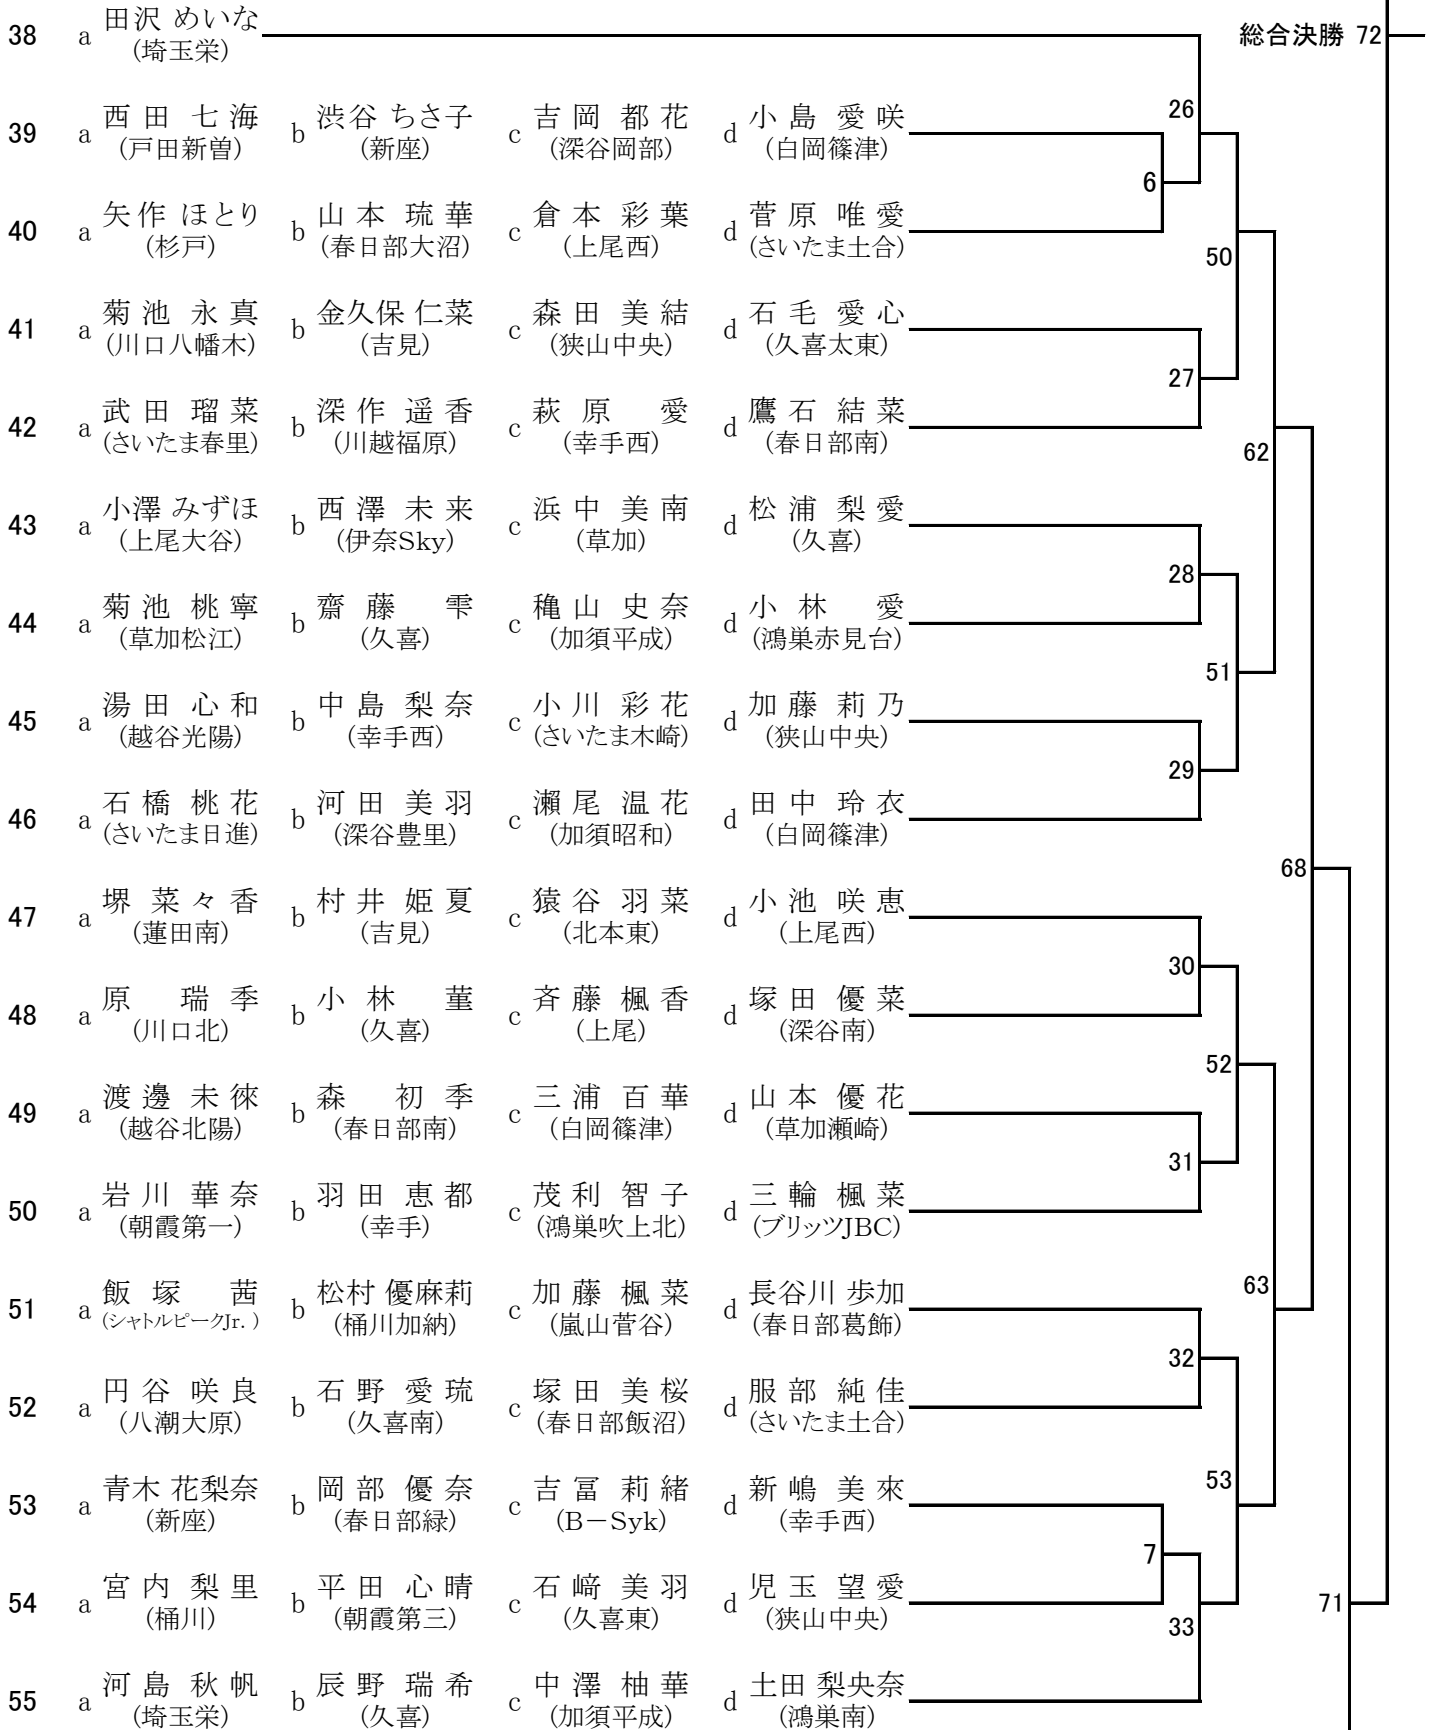 38 a 田沢 めいな 総合決勝 72
(埼玉栄)
26
39 a 西田 七海 b 渋谷 ちさ子 c 吉岡 都花 d 小島 愛咲
(戸田新曽) (新座) (深谷岡部) (白岡篠津)
6
40 a 矢作 ほとり b 山本 琉華 c 倉本 彩葉 d 菅原 唯愛
(杉戸) (春日部大沼) (上尾西) (さいたま土合)
50
41 a 菊池 永真 b 金久保 仁菜 c 森田 美結 d 石毛 愛心
(川口八幡木) (吉見) (狭山中央) (久喜太東)
27
42 a 武田 瑠菜 b 深作 遥香 c 萩原 愛 d 鷹石 結菜
(さいたま春里) (川越福原) (幸手西) (春日部南)
62
43 a 小澤 みずほ b 西澤 未来 c 浜中 美南 d 松浦 梨愛
(上尾大谷) (伊奈Sky) (草加) (久喜)
28
44 a 菊池 桃寧 b 齋藤 雫 c 穐山 史奈 d 小林 愛
(草加松江) (久喜) (加須平成) (鴻巣赤見台)
51
45 a 湯田 心和 b 中島 梨奈 c 小川 彩花 d 加藤 莉乃
(越谷光陽) (幸手西) (さいたま木崎) (狭山中央)
29
46 a 石橋 桃花 b 河田 美羽 c 瀬尾 温花 d 田中 玲衣
(さいたま日進) (深谷豊里) (加須昭和) (白岡篠津)
68
47 a 堺 菜々香 b 村井 姫夏 c 猿谷 羽菜 d 小池 咲恵
(蓮田南) (吉見) (北本東) (上尾西)
30
48 a 原 瑞季 b 小林 菫 c 斉藤 楓香 d 塚田 優菜
(川口北) (久喜) (上尾) (深谷南)
52
49 a 渡邊 未徠 b 森 初季 c 三浦 百華 d 山本 優花
(越谷北陽) (春日部南) (白岡篠津) (草加瀬崎)
31
50 a 岩川 華奈 b 羽田 恵都 c 茂利 智子 d 三輪 楓菜
(朝霞第一) (幸手) (鴻巣吹上北) (ブリッツJBC)
63
51 a 飯塚 茜 b 松村 優麻莉 c 加藤 楓菜 d 長谷川 歩加
(シャトルピークJr.) (桶川加納) (嵐山菅谷) (春日部葛飾)
32
52 a 円谷 咲良 b 石野 愛琉 c 塚田 美桜 d 服部 純佳
(八潮大原) (久喜南) (春日部飯沼) (さいたま土合)
53
53 a 青木 花梨奈 b 岡部 優奈 c 吉冨 莉緒 d 新嶋 美來
(新座) (春日部緑) (B－Syk) (幸手西)
7
54 a 宮内 梨里 b 平田 心晴 c 石﨑 美羽 d 児玉 望愛 71
(桶川) (朝霞第三) (久喜東) (狭山中央)
33
55 a 河島 秋帆 b 辰野 瑞希 c 中澤 柚華 d 土田 梨央奈
(埼玉栄) (久喜) (加須平成) (鴻巣南)